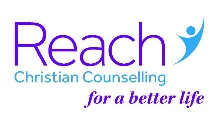 Reach
Christian Counselling
for a better life